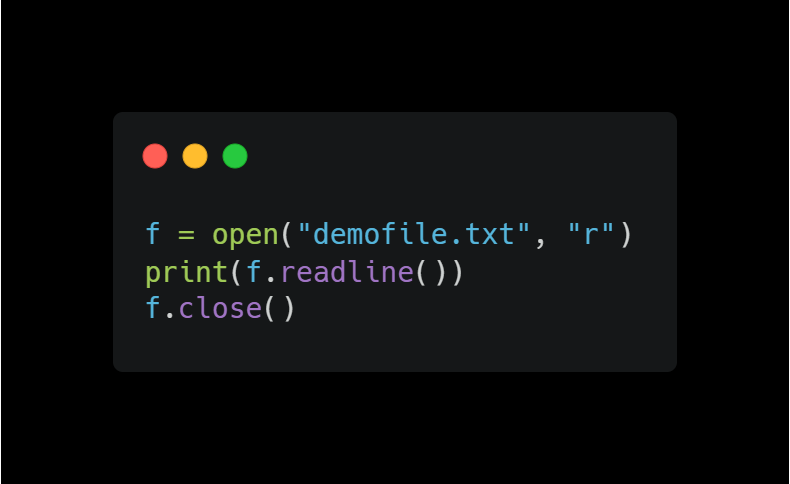 f = open("demofile.txt", "r")
print(f.readline())
f.close()